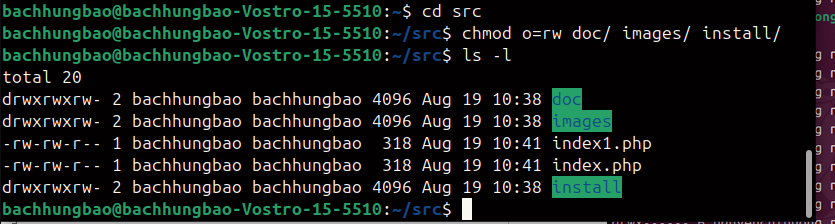 bachhungbao@bachhungbao-Vostro-15-5510:~$ cd src
bachhungbao@bachhungbao-Vostro-15-5510:~/src$ chmod o=rw doc/ images/ install/
bachhungbao@bachhungbao-Vostro-15-5510:~/src$ ls -l
total 20
drwxrwxrw- 2 bachhungbao bachhungbao 4096 Aug 19 10:38 doc
drwxrwxrw- 2 bachhungbao bachhungbao 4096 Aug 19 10:38 images
-rw-rw-r-- 1 bachhungbao bachhungbao  318 Aug 19 10:41 index1.php
-rw-rw-r-- 1 bachhungbao bachhungbao  318 Aug 19 10:41 index.php
drwxrwxrw- 2 bachhungbao bachhungbao 4096 Aug 19 10:38 install
bachhungbao@bachhungbao-Vostro-15-5510:~/src$